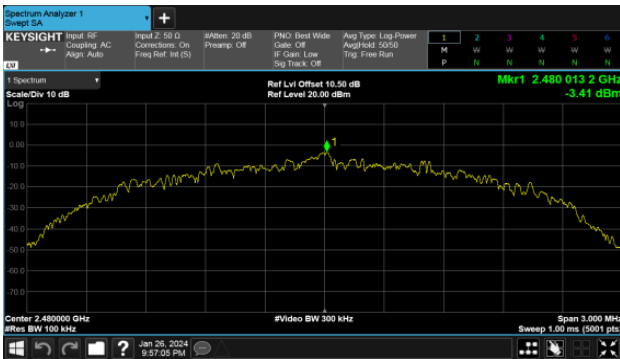 Spectrum Analyzer 1
Swept SA
+
KEYSIGHT
Input: RF
Coupling: AC
Align: Auto
Input Z: 50 Ω
Corrections: On
Freq Ref: Int (S)
#Atten: 20 dB
Preamp: Off
PNO: Best Wide
Gate: Off
IF Gain: Low
Sig Track: Off
Avg Type: Log-Power
Avg|Hold: 50/50
Trig: Free Run
1 2 3 4 5 6
M W W W W W
P N N N N N
LXI
1 Spectrum
Scale/Div 10 dB
Log
Ref Lvl Offset 10.50 dB
Ref Level 20.00 dBm
Mkr1 2.480 013 2 GHz
-3.41 dBm
1
10.0
0.00
-10.0
-20.0
-30.0
-40.0
-50.0
-60.0
-70.0
Center 2.480000 GHz
#Res BW 100 kHz
#Video BW 300 kHz
Span 3.000 MHz
Sweep 1.00 ms (5001 pts)
?
Jan 26, 2024
9:57:05 PM